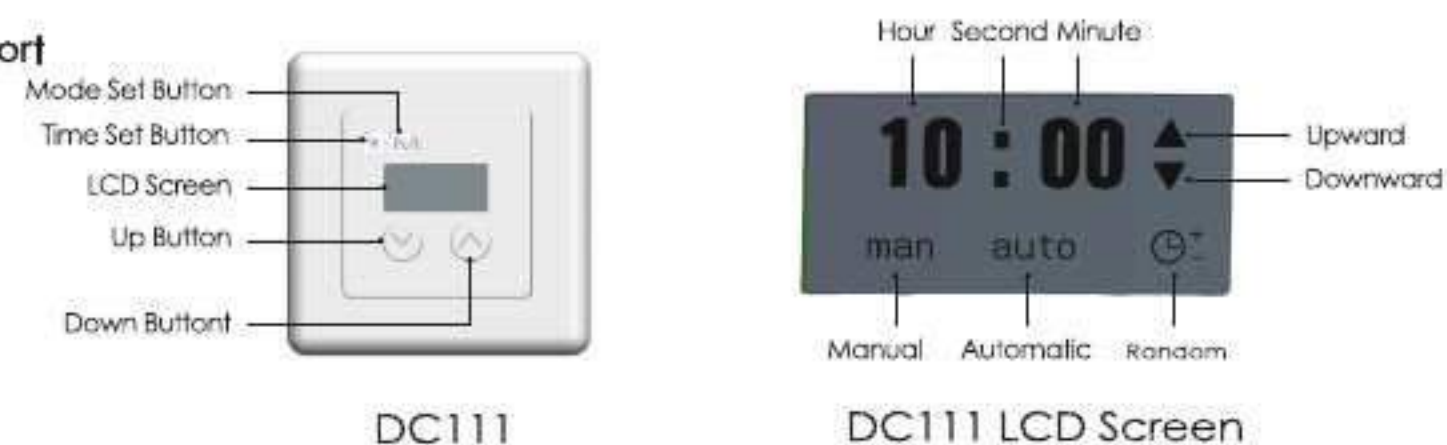 ort
Mode Set Button
Time Set Button
LCD Screen
Up Button
Down Buttont
DC111
Hour Second Minute
10 : 00
Upward
Downward
man auto
Manual Automatic Random
DC111 LCD Screen